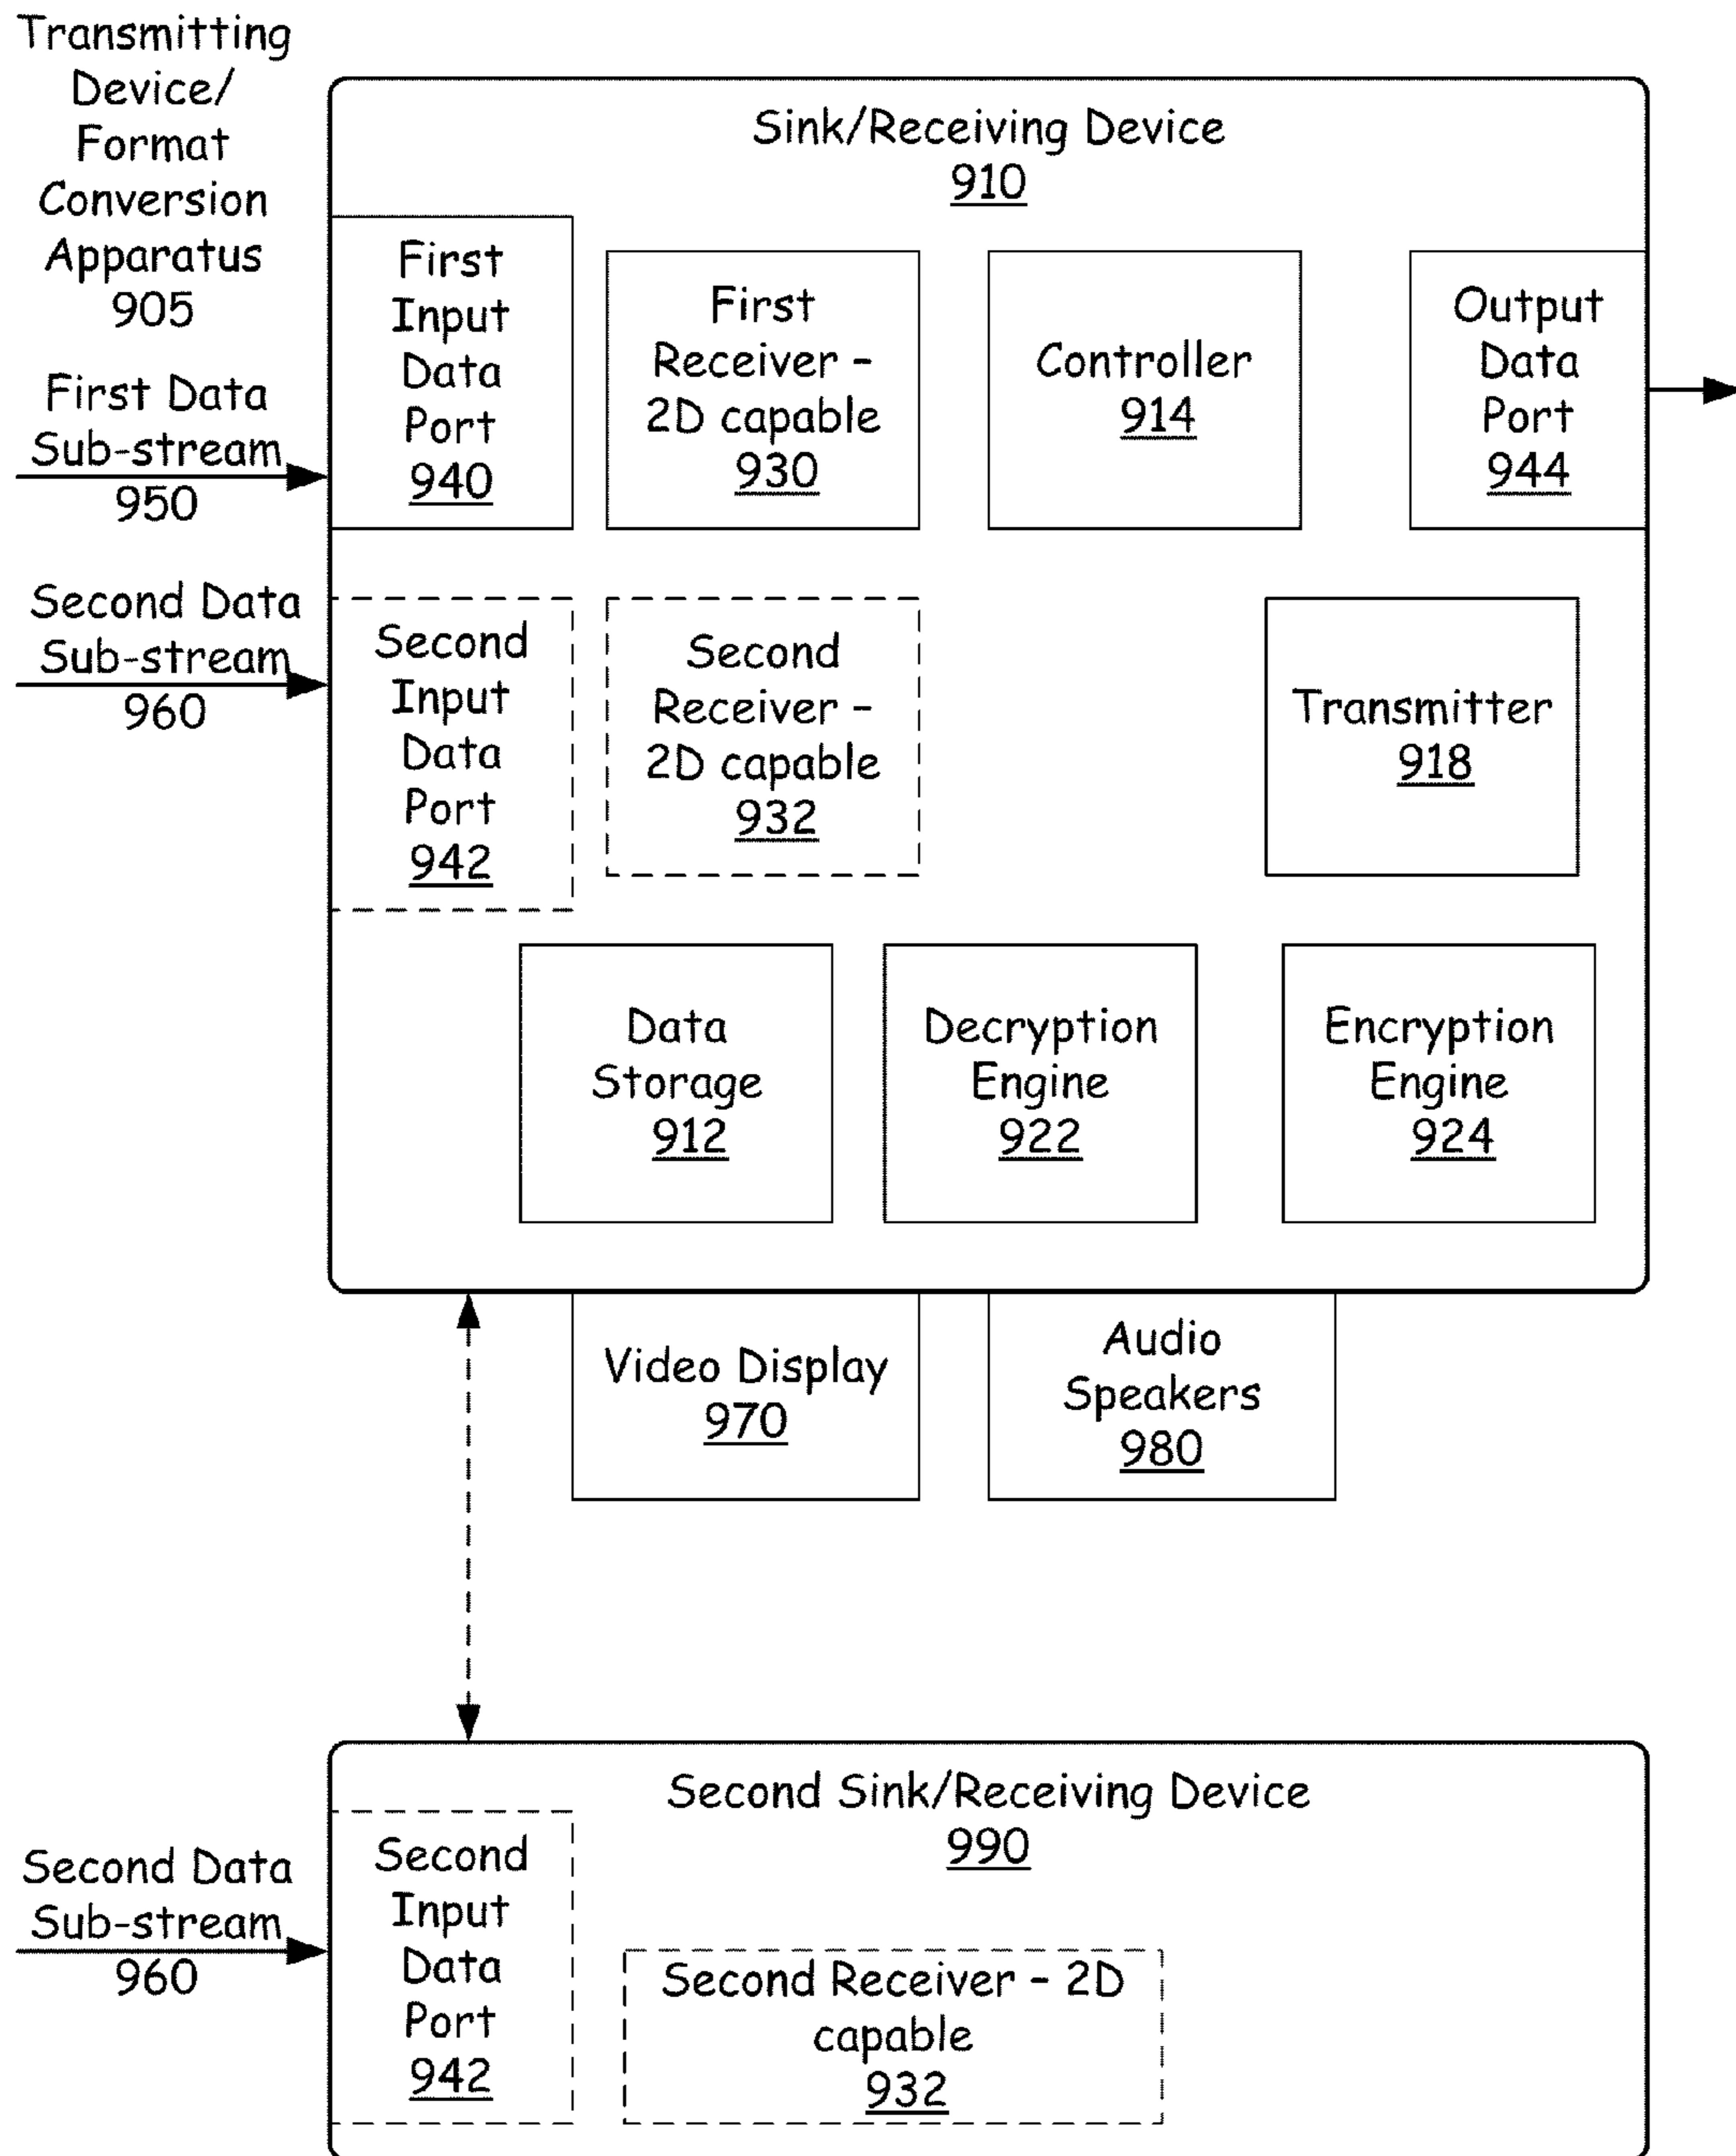 Transmitting
Device/
Format
Conversion
Apparatus
905
First Data
Sub-stream
950
Second Data
Sub-stream
960
Sink/Receiving Device
910
First
Input
Data
Port
940
First
Receiver -
2D capable
930
Controller
914
Output
Data
Port
944
Second
Input
Data
Port
942
Second
Receiver -
2D capable
932
Transmitter
918
Data
Storage
912
Decryption
Engine
922
Encryption
Engine
924
Video Display
970
Audio
Speakers
980
Second Sink/Receiving Device
990
Second Data
Sub-stream
960
Second
Input
Data
Port
942
Second Receiver - 2D
capable
932